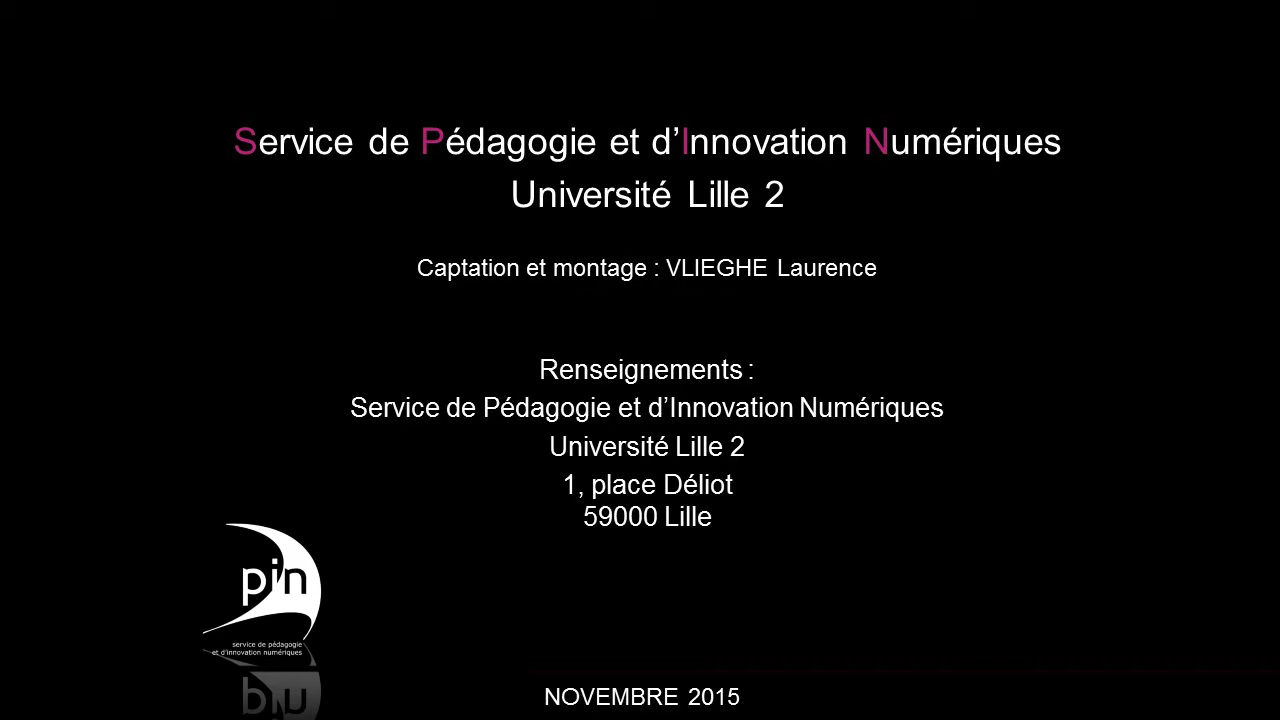 Service de Pédagogie et d’Innovation Numériques
Université Lille 2
Captation et montage : VLIEGHE Laurence
Renseignements :
Service de Pédagogie et d’Innovation Numériques
Université Lille 2
1, place Déliot
59000 Lille
pin
service de pédagogie
et d'innovation numériques
NOVEMBRE 2015